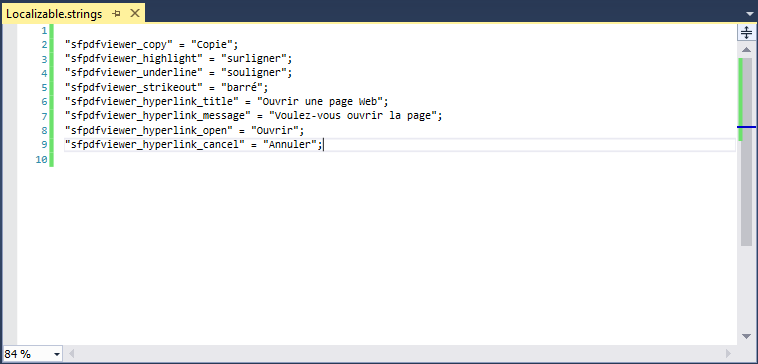 Localizable.strings
1
2 "sfpdfviewer_copy" = "Copie";
3 "sfpdfviewer_highlight" = "surligner";
4 "sfpdfviewer_underline" = "souligner";
5 "sfpdfviewer_strikeout" = "barré";
6 "sfpdfviewer_hyperlink_title" = "Ouvrir une page Web";
7 "sfpdfviewer_hyperlink_message" = "Voulez-vous ouvrir la page";
8 "sfpdfviewer_hyperlink_open" = "Ouvrir";
9 "sfpdfviewer_hyperlink_cancel" = "Annuler";
10
84 %